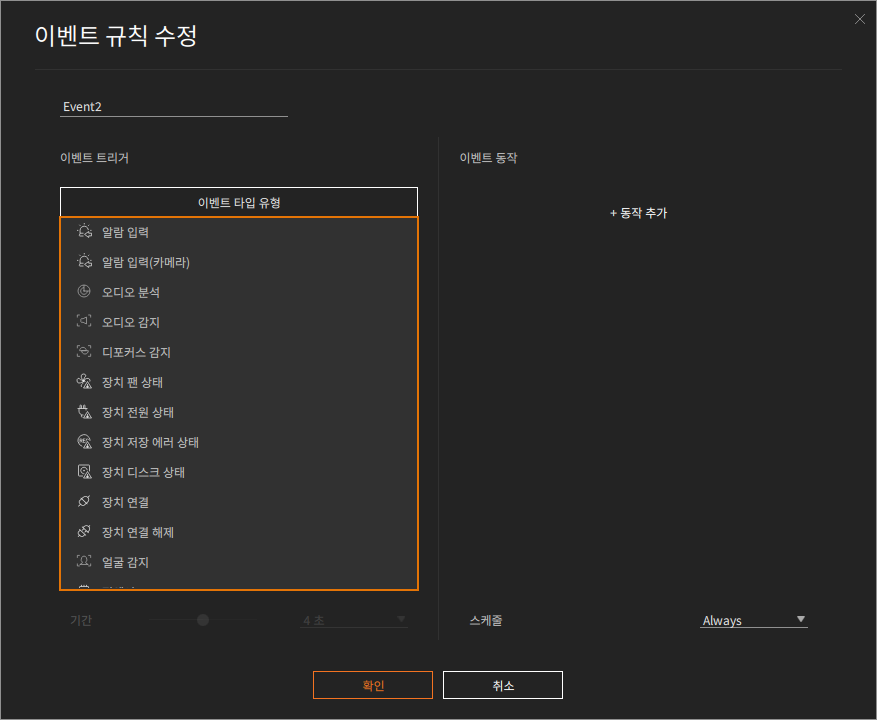 이벤트 규칙 수정
Event2
이벤트 트리거
이벤트 타입 유형
알람 입력
알람 입력(카메라)
오디오 분석
오디오 감지
디포커스 감지
장치 팬 상태
장치 전원 상태
장치 저장 에러 상태
장치 디스크 상태
장치 연결
장치 연결 해제
얼굴 감지
기간
4 초
이벤트 동작
+ 동작 추가
스케줄
Always
확인
취소